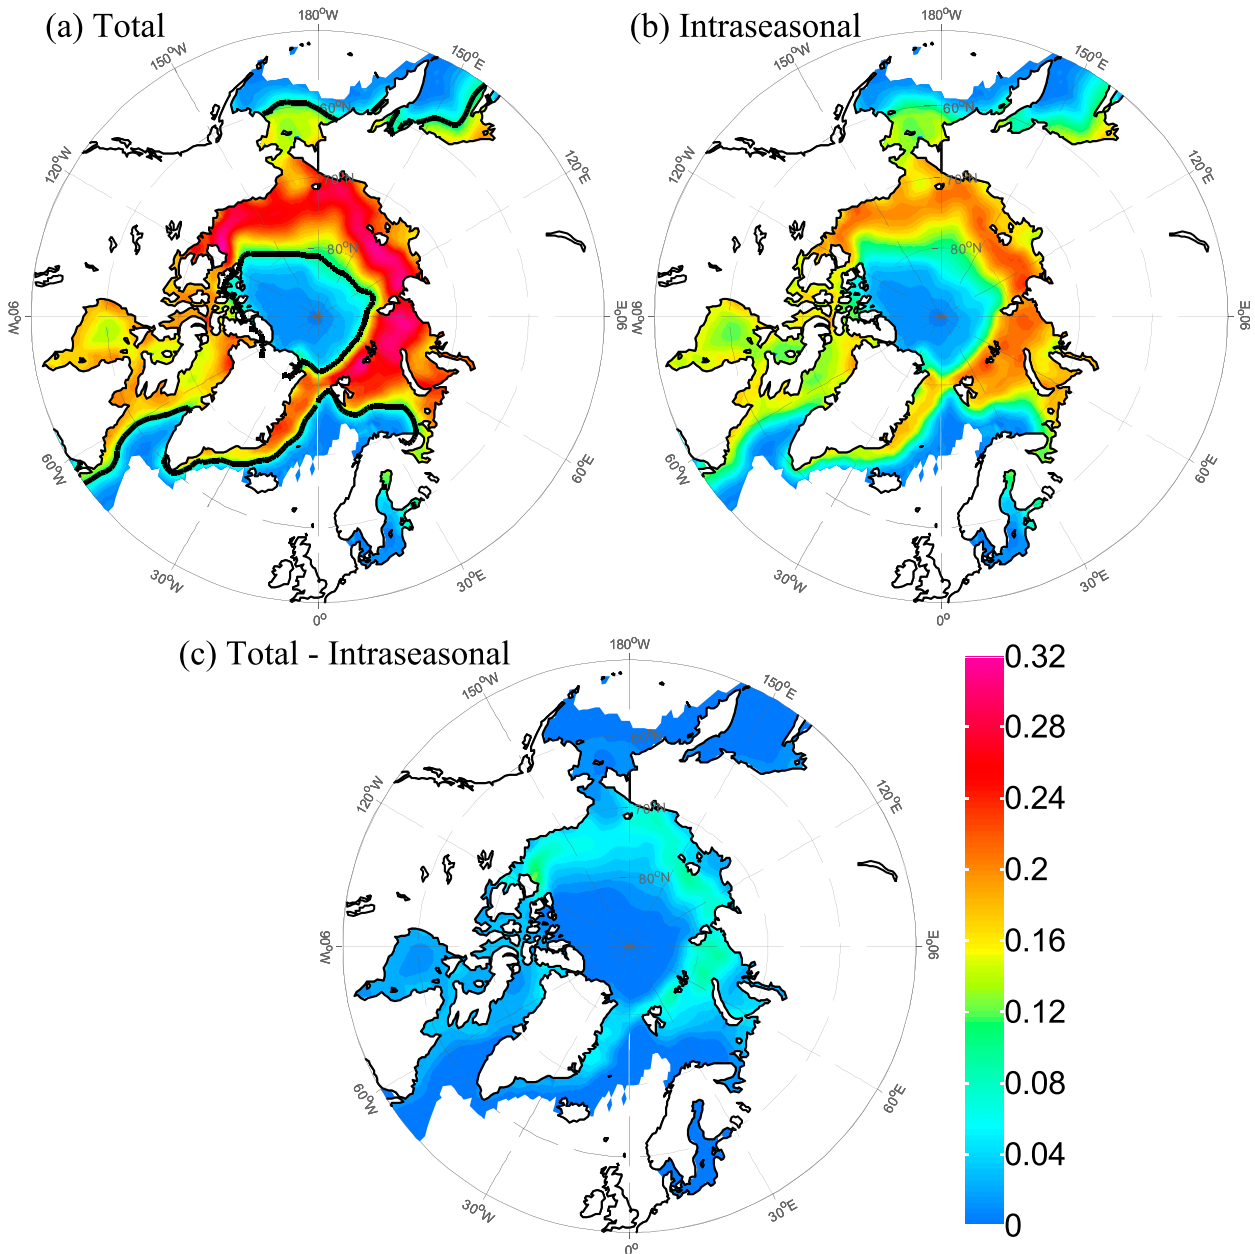 (a) Total
(b) Intraseasonal
180°W
150°W
150°E
120°W
120°E
90°W
90°E
60°W
60°E
30°W
30°E
0°
60°N
70°N
80°N
180°W
150°W
150°E
120°W
120°E
90°W
90°E
60°W
60°E
30°W
30°E
0°
60°N
70°N
80°N
(c) Total - Intraseasonal
180°W
150°W
150°E
120°W
120°E
90°W
90°E
60°W
60°E
30°W
30°E
0°
60°N
70°N
80°N
0.32
0.28
0.24
0.2
0.16
0.12
0.08
0.04
0